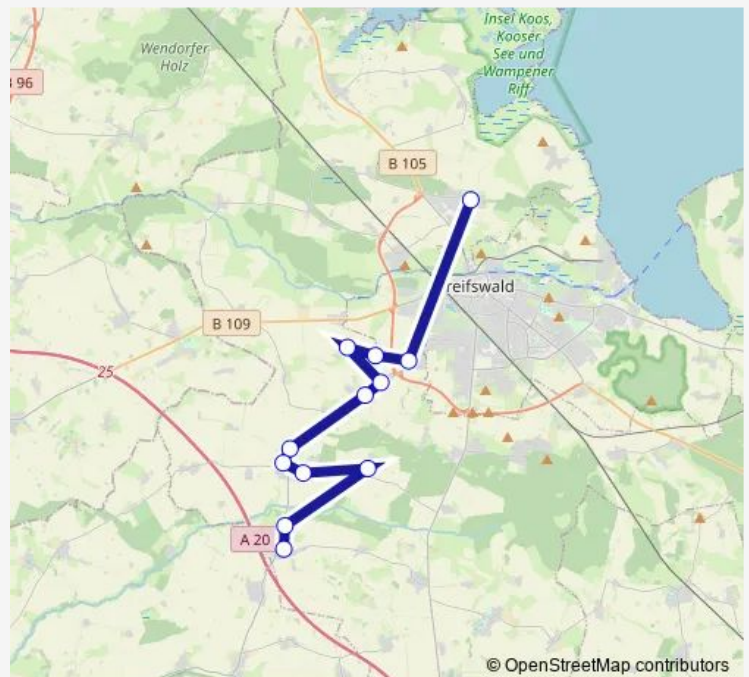 Insel Koos,
Kooser
See und
Wampener
Riff
Wendorfer
Holz
B 96
B 105
reifswald
B 109
25
A 20
© OpenStreetMap contributors